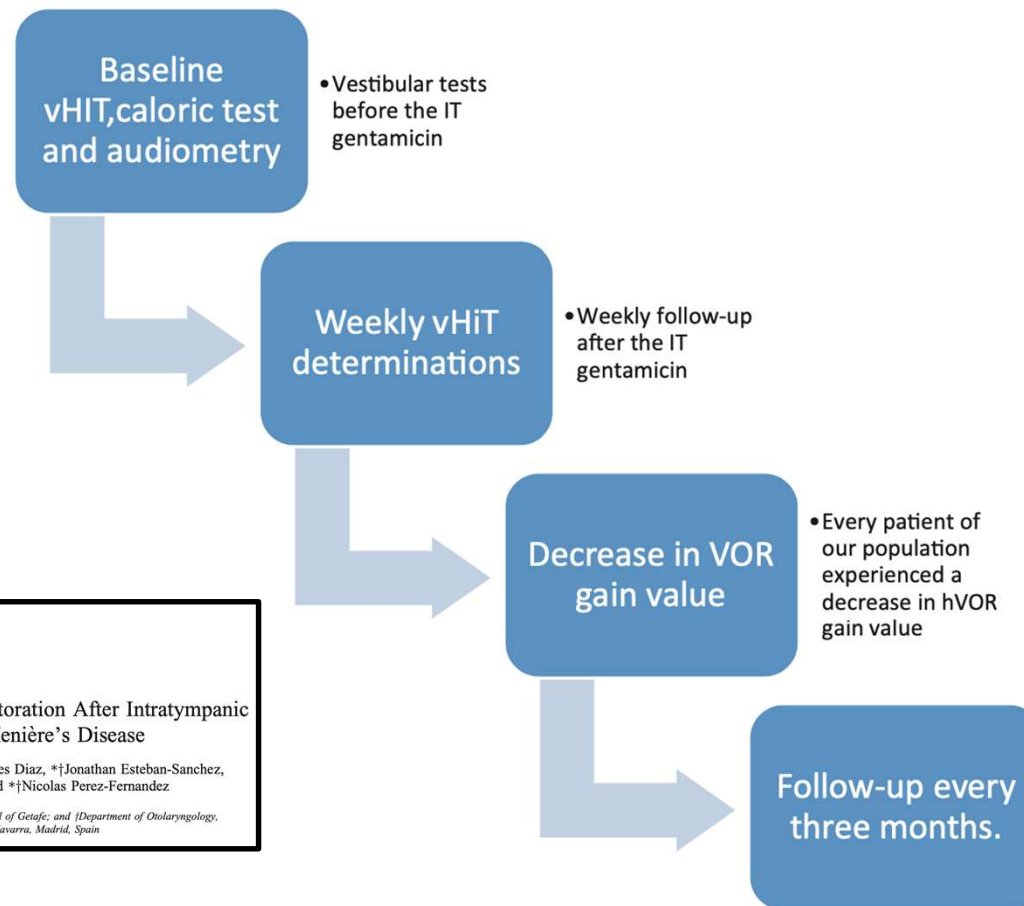 Baseline
vHIT,caloric test
and audiometry
•Vestibular tests
before the IT
gentamicin
Weekly vHiT
determinations
•Weekly follow-up
after the IT
gentamicin
Decrease in VOR
gain value
•Every patient of
our population
experienced a
decrease in hVOR
gain value
Follow-up every
three months.
toration After Intratympanic
enière's Disease
es Diaz, *†Jonathan Esteban-Sanchez,
d *†Nicolas Perez-Fernandez
l of Getafe; and †Department of Otolaryngology,
avarra, Madrid, Spain